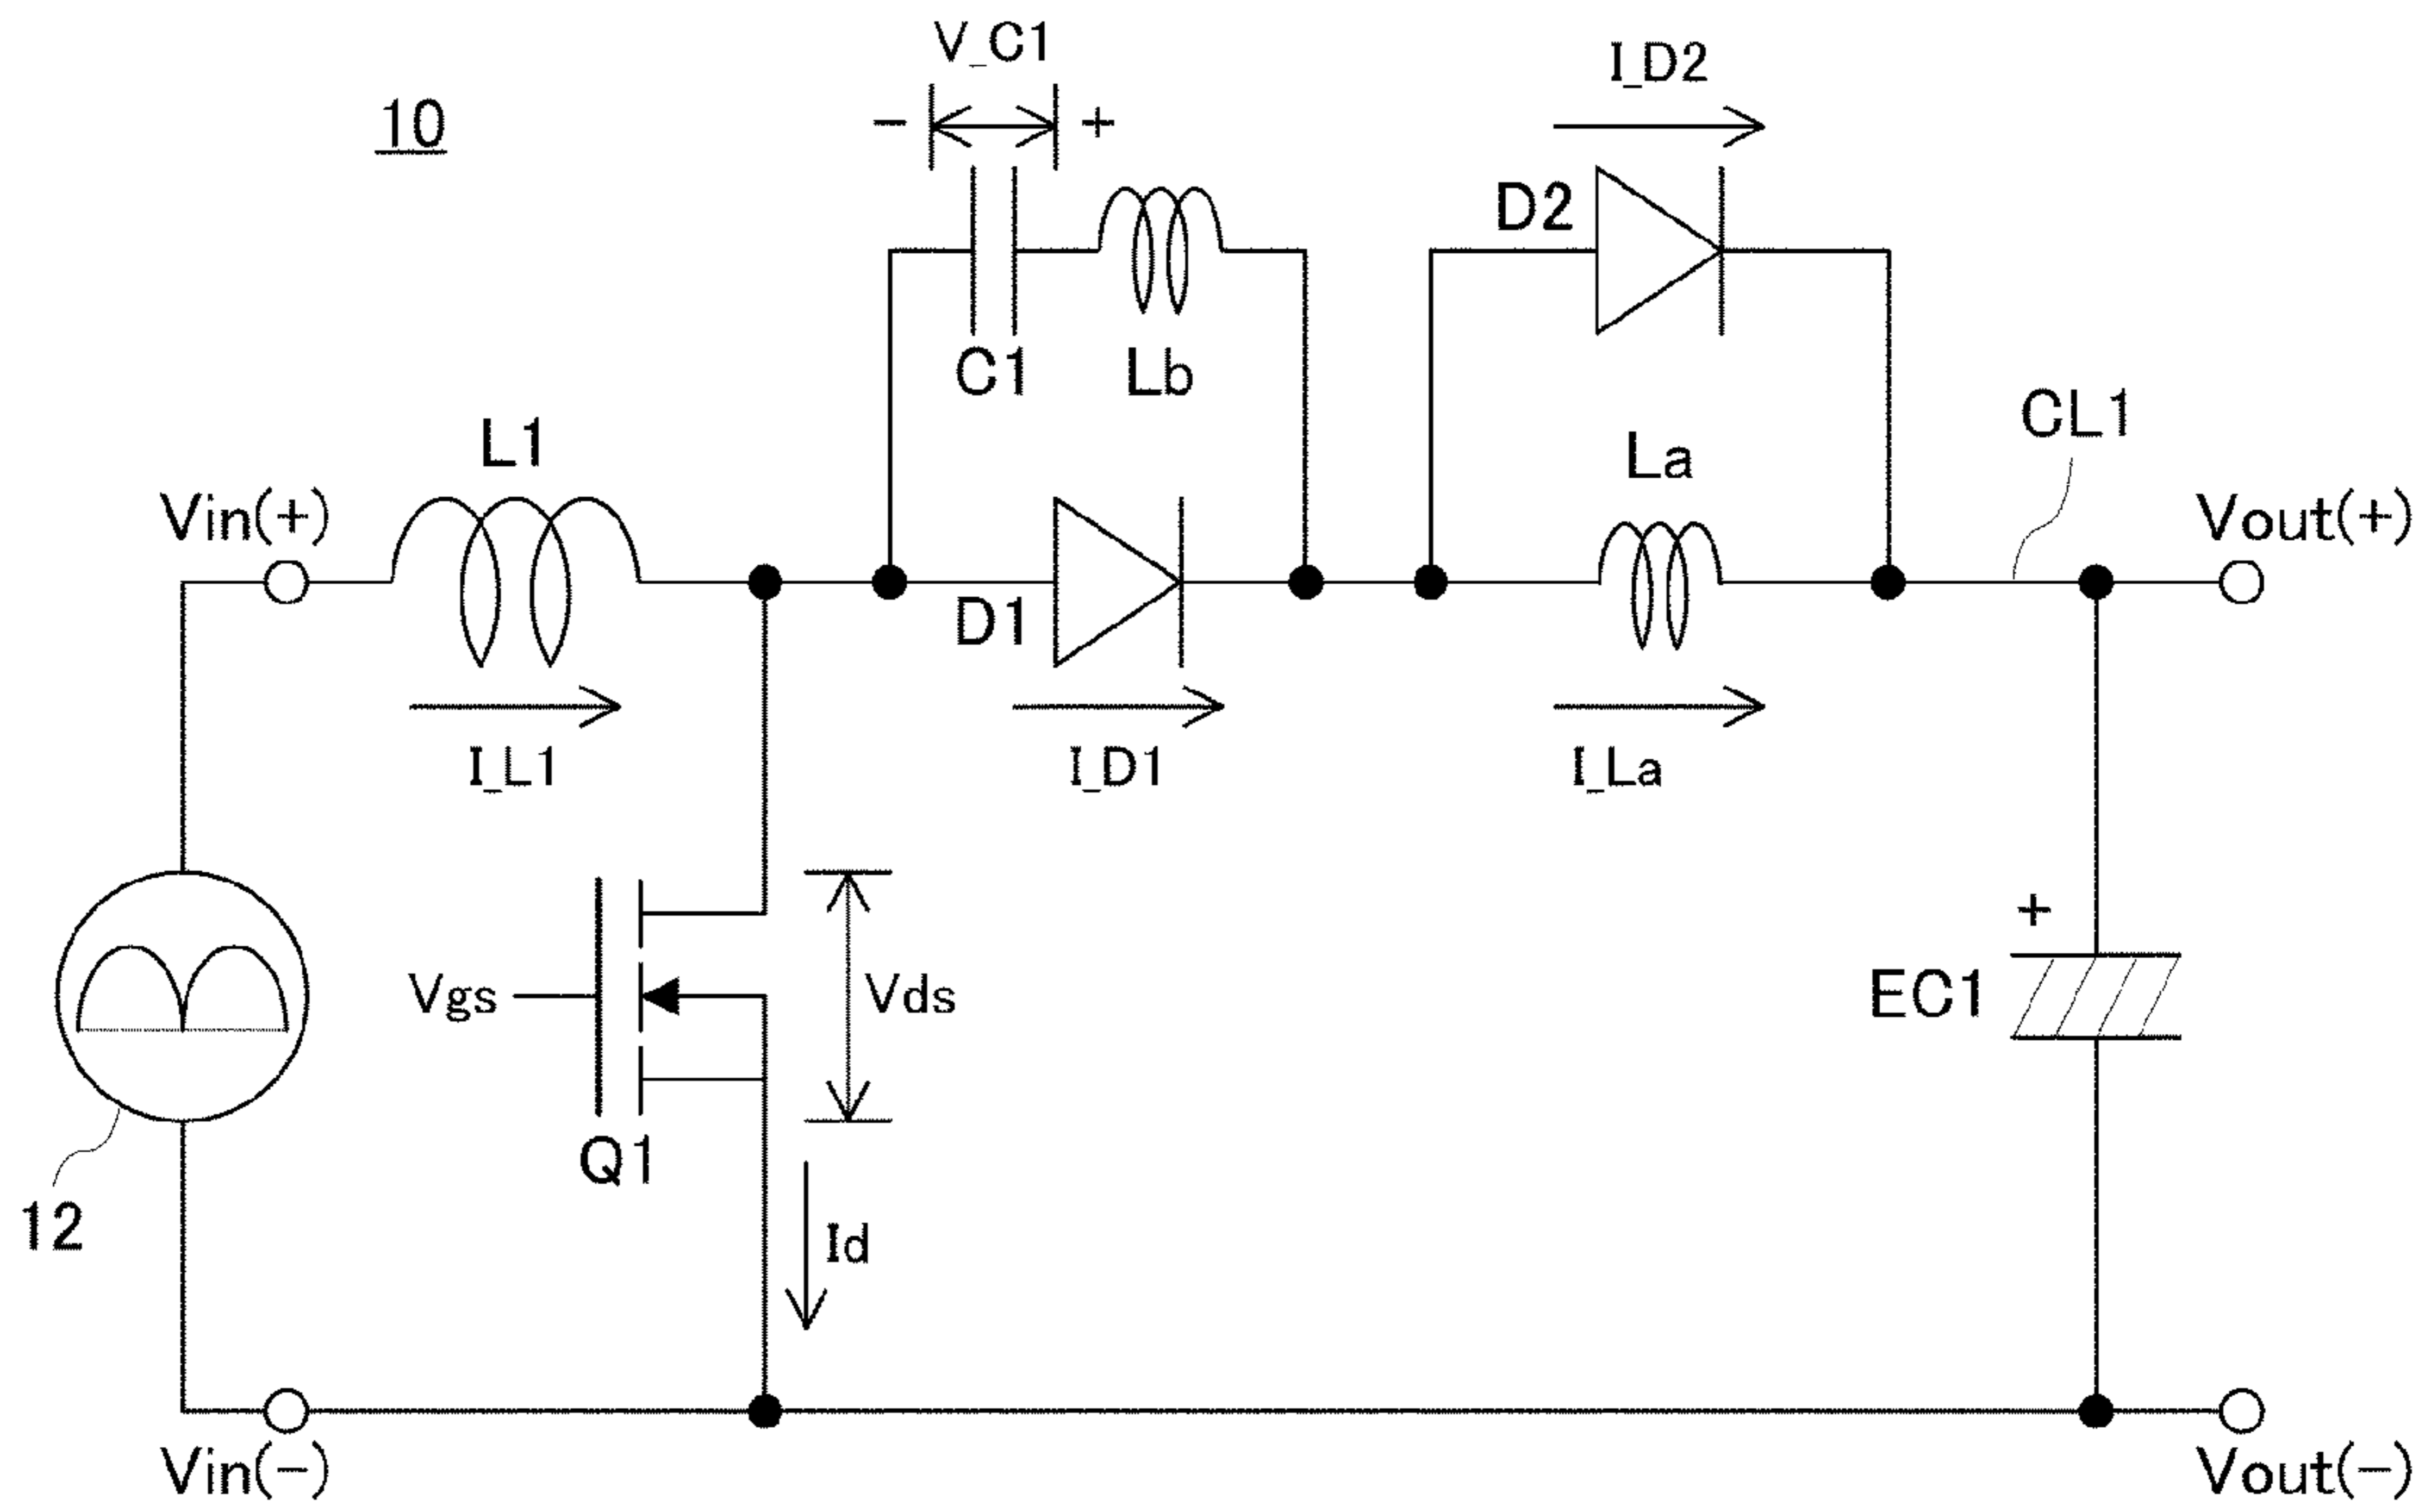 V_C1
I_D2
10
- +
D2
C1
Lb
CL1
L1
La
Vin(+)
Vout(+)
D1
I_L1
I_D1
I_La
+
Vgs
Vds
EC1
Q1
12
Id
Vin(-)
Vout(-)